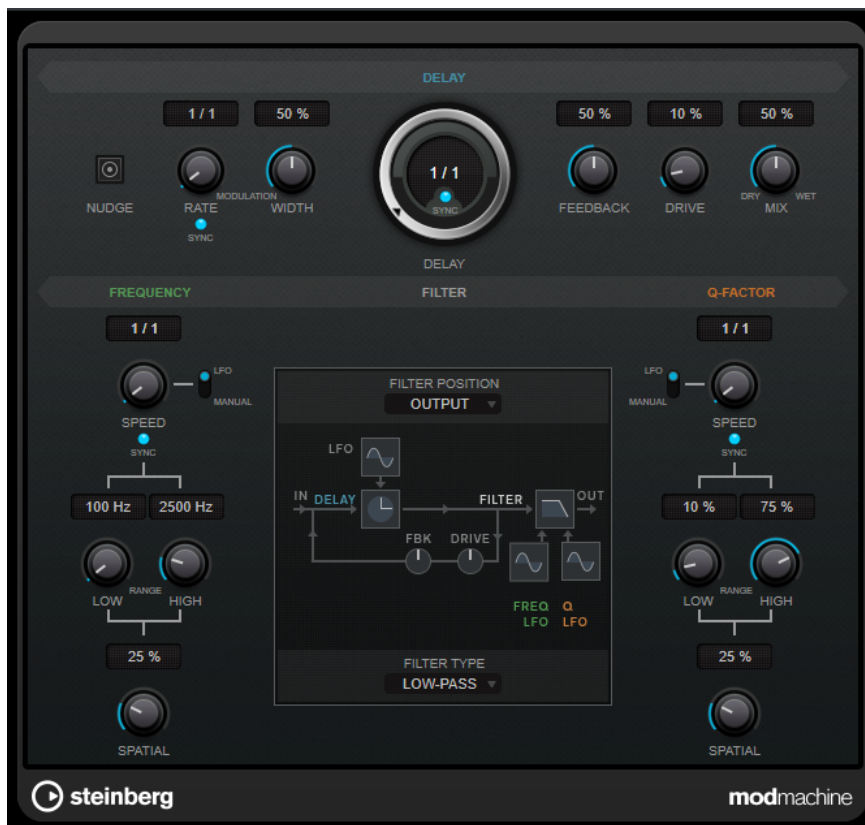 DELAY
1 / 1
50 %
1 / 1
SYNC
50 %
10 %
50 %
NUDGE
RATE
MODULATION
WIDTH
SYNC
FEEDBACK
DRIVE
DRY
WET
MIX
DELAY
FREQUENCY
FILTER
Q-FACTOR
1 / 1
LFO
MANUAL
SPEED
SYNC
100 Hz
2500 Hz
LOW
RANGE
HIGH
25 %
SPATIAL
FILTER POSITION
OUTPUT
LFO
IN
DELAY
FILTER
OUT
FBK
DRIVE
FREQ
LFO
Q
LFO
FILTER TYPE
LOW-PASS
1 / 1
LFO
MANUAL
SPEED
SYNC
10 %
75 %
LOW
RANGE
HIGH
25 %
SPATIAL
steinberg
modmachine